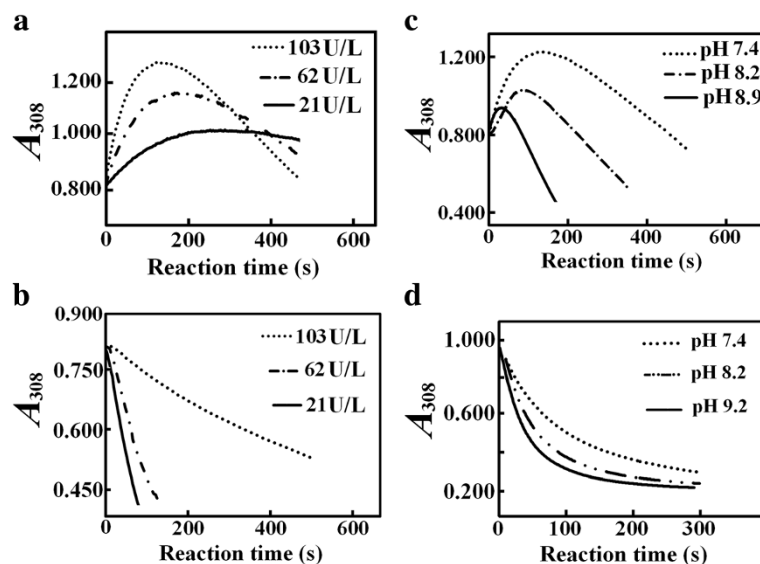 a
A308
1.200
1.000
0.800
103 U/L
62 U/L
21 U/L
0 200 400 600
Reaction time (s)
c
A308
1.200
0.800
0.400
pH 7.4
pH 8.2
pH 8.9
0 200 400 600
Reaction time (s)
b
A308
0.900
0.750
0.600
0.450
103 U/L
62 U/L
21 U/L
0 200 400 600
Reaction time (s)
d
A308
1.000
0.600
0.200
pH 7.4
pH 8.2
pH 9.2
0 100 200 300
Reaction time (s)